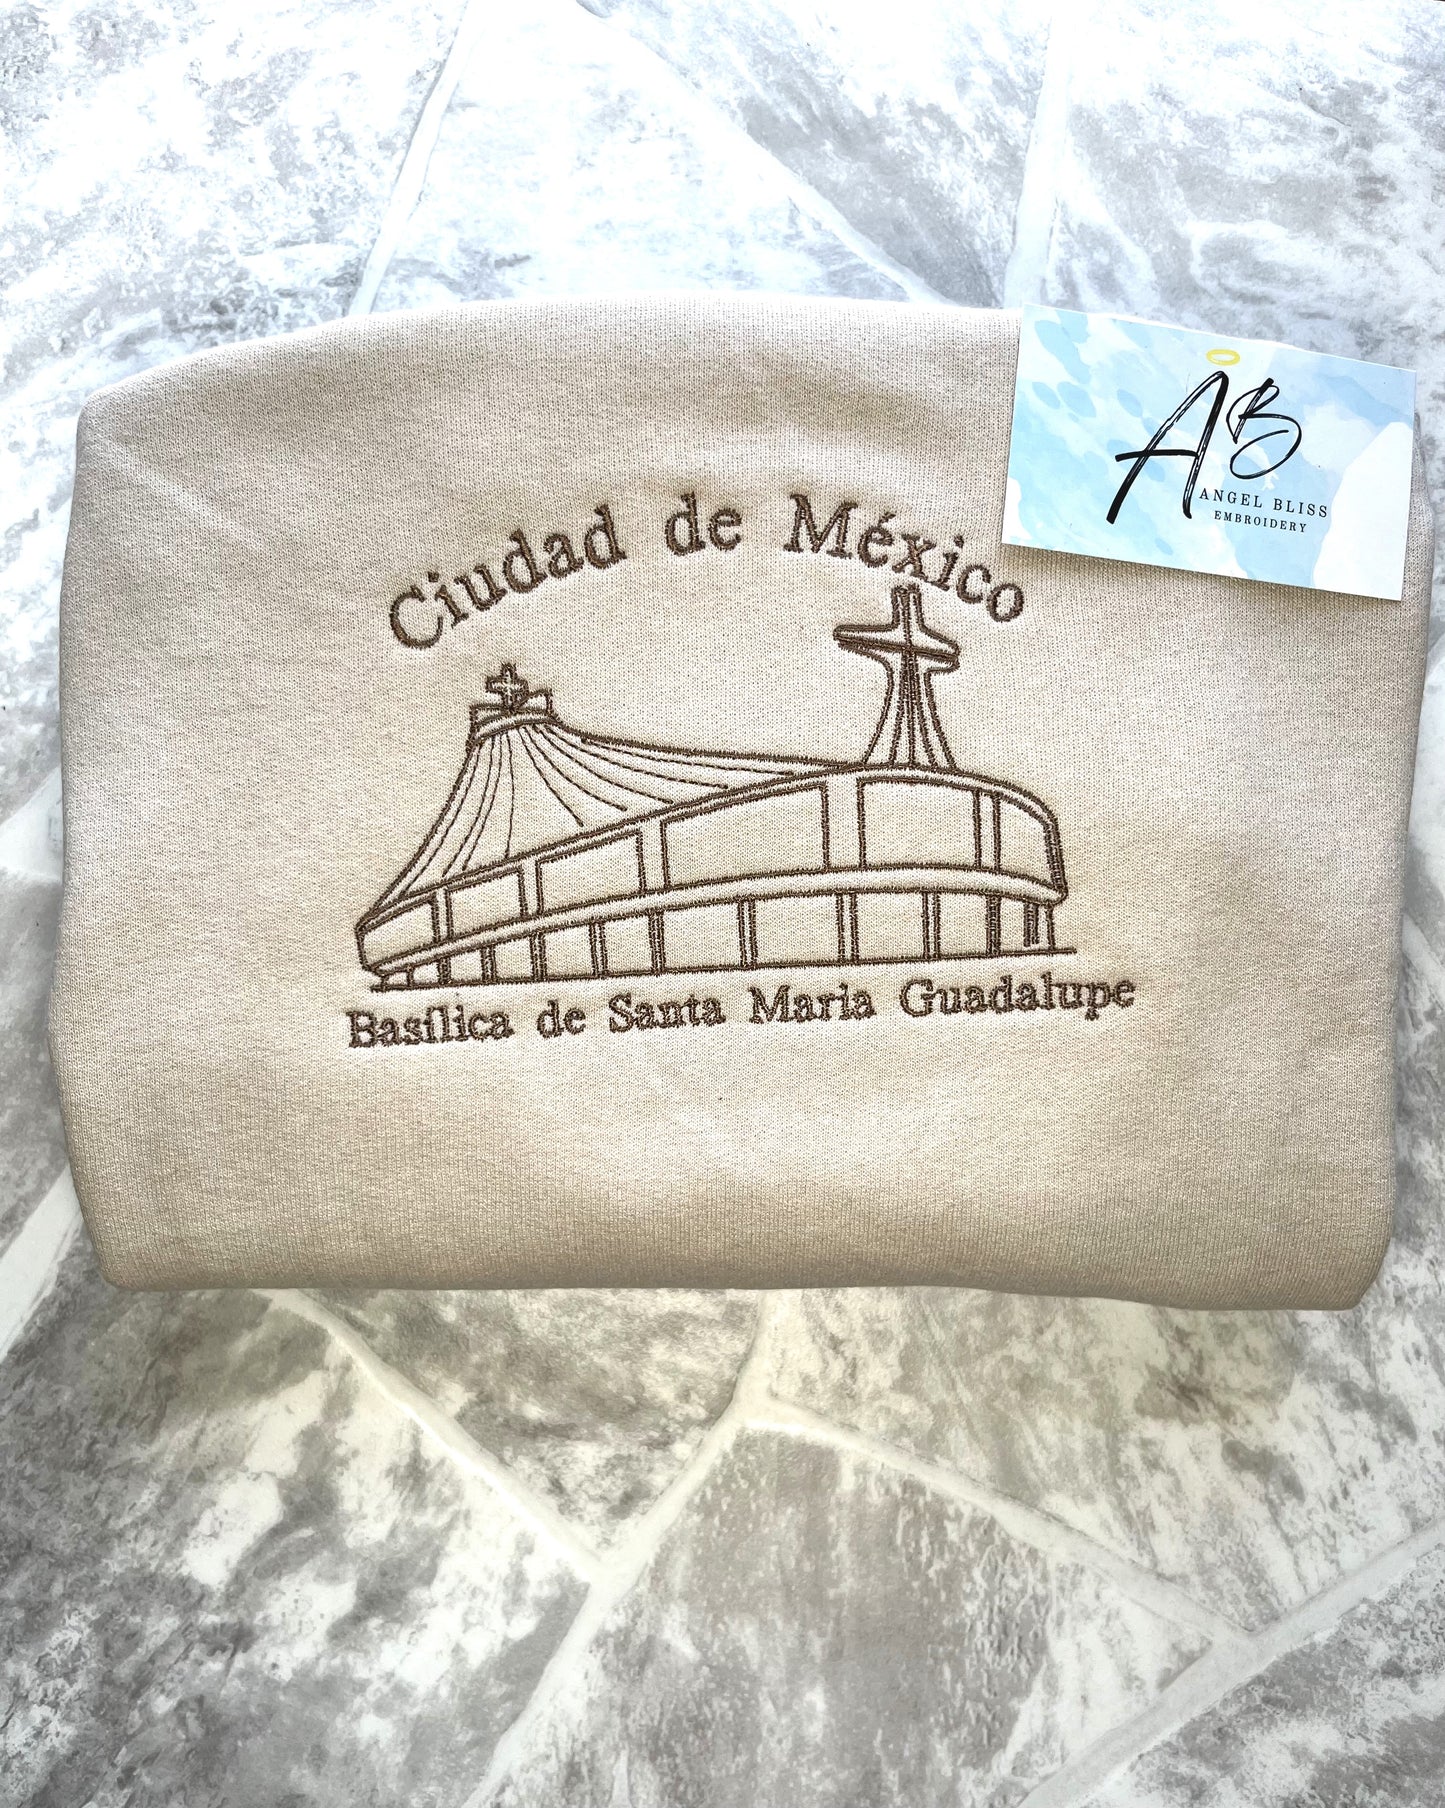 Ciudad de México
AB
ANGEL BLISS
EMBROIDERY
Basílica de Santa Maria Guadalupe